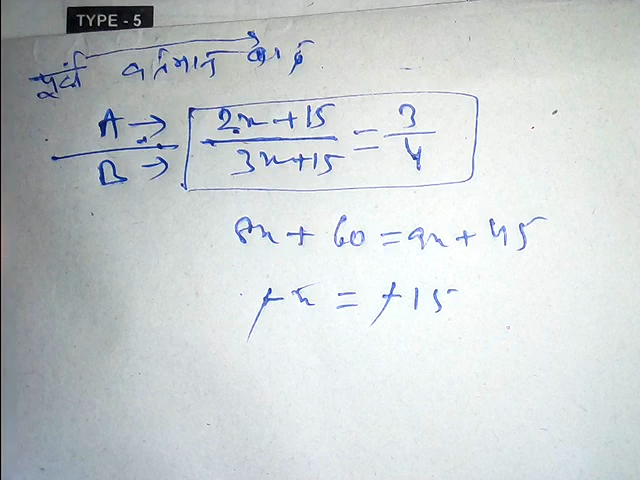 TYPE - 5
पूर्व वर्तमान
A → 2x + 15 = 3
B → 3x + 15 4
8x + 60 = 9x + 45
-x = -15